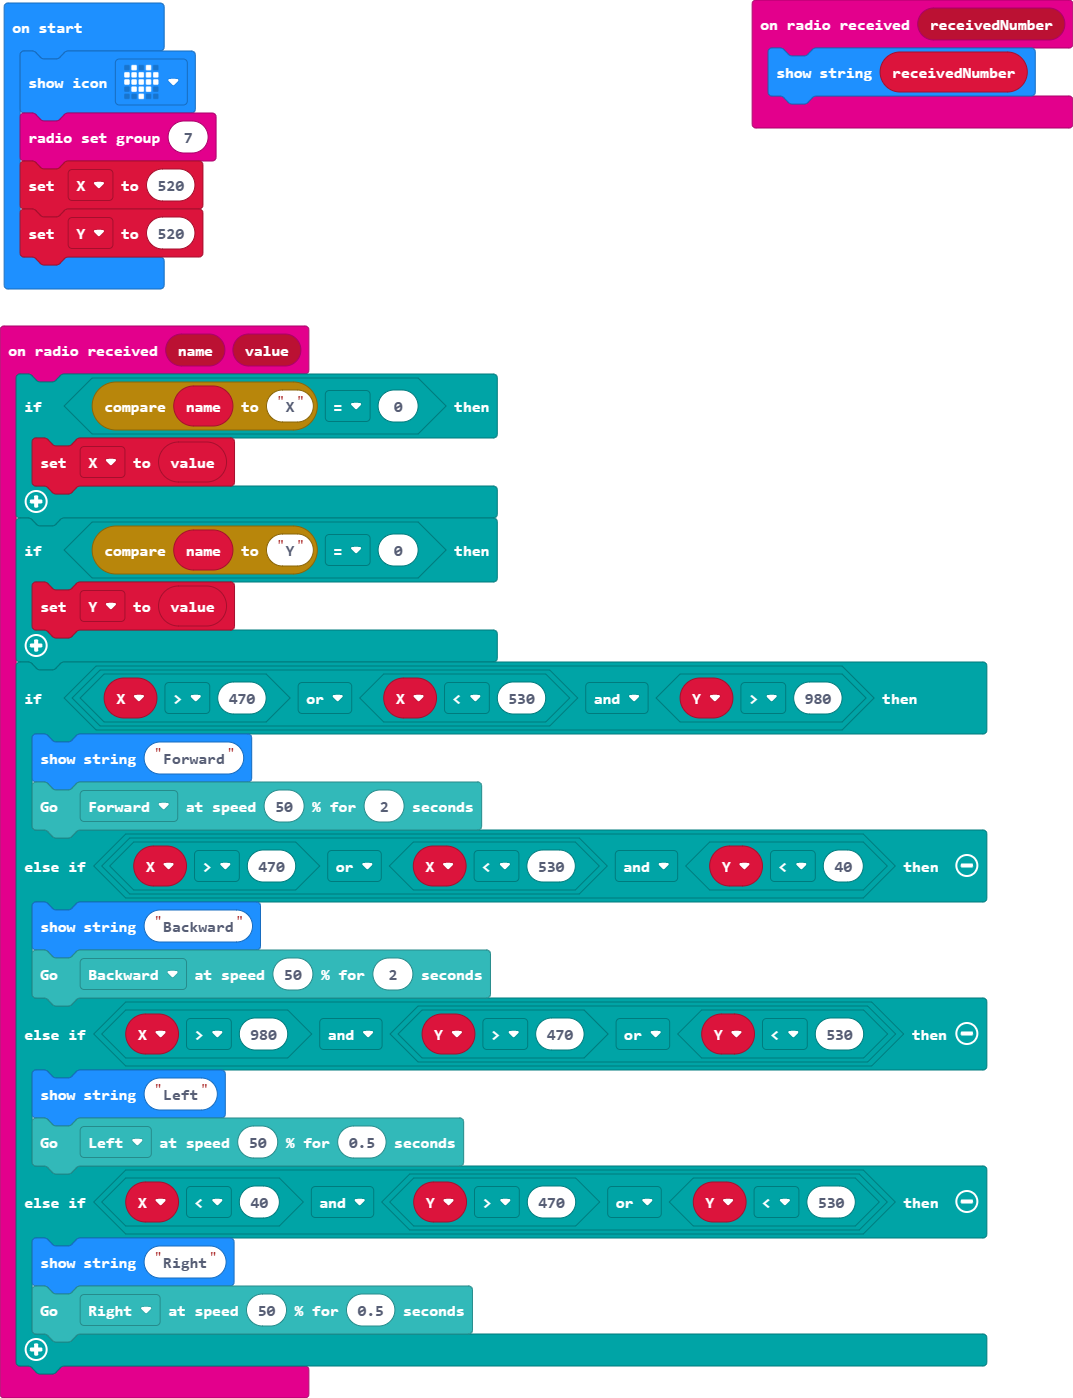 on start
show icon
radio set group 7
set X to 520
set Y to 520
on radio received receivedNumber
show string receivedNumber
on radio received name value
if compare name to "X" = 0 then
set X to value
if compare name to "Y" = 0 then
set Y to value
if X > 470 or X < 530 and Y > 980 then
show string "Forward"
Go Forward at speed 50 % for 2 seconds
else if X > 470 or X < 530 and Y < 40 then
show string "Backward"
Go Backward at speed 50 % for 2 seconds
else if X > 980 and Y > 470 or Y < 530 then
show string "Left"
Go Left at speed 50 % for 0.5 seconds
else if X < 40 and Y > 470 or Y < 530 then
show string "Right"
Go Right at speed 50 % for 0.5 seconds